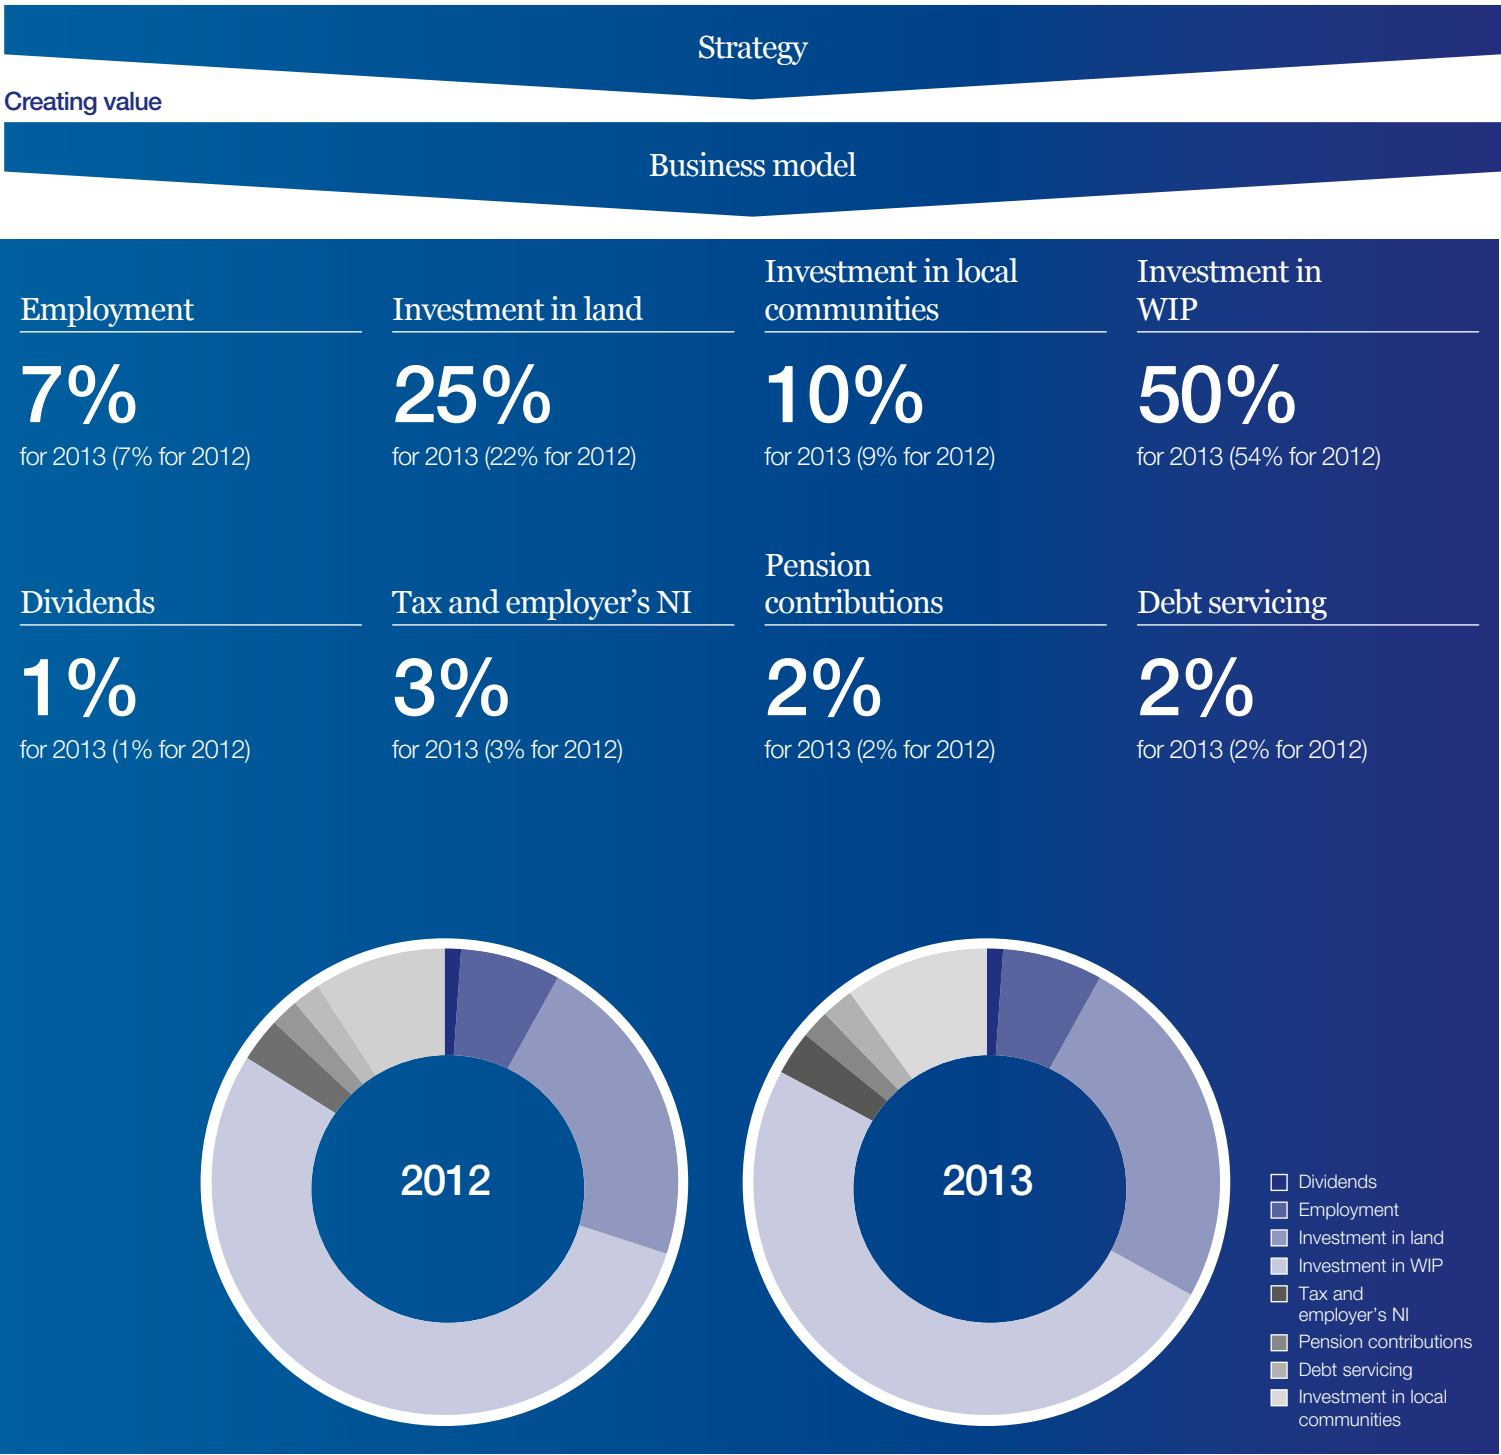 Strategy
Creating value
Business model
Employment
7%
for 2013 (7% for 2012)
Investment in land
25%
for 2013 (22% for 2012)
Investment in local
communities
10%
for 2013 (9% for 2012)
Investment in
WIP
50%
for 2013 (54% for 2012)
Dividends
1%
for 2013 (1% for 2012)
Tax and employer’s NI
3%
for 2013 (3% for 2012)
Pension
contributions
2%
for 2013 (2% for 2012)
Debt servicing
2%
for 2013 (2% for 2012)
2012
2013
Dividends
Employment
Investment in land
Investment in WIP
Tax and
employer’s NI
Pension contributions
Debt servicing
Investment in local
communities